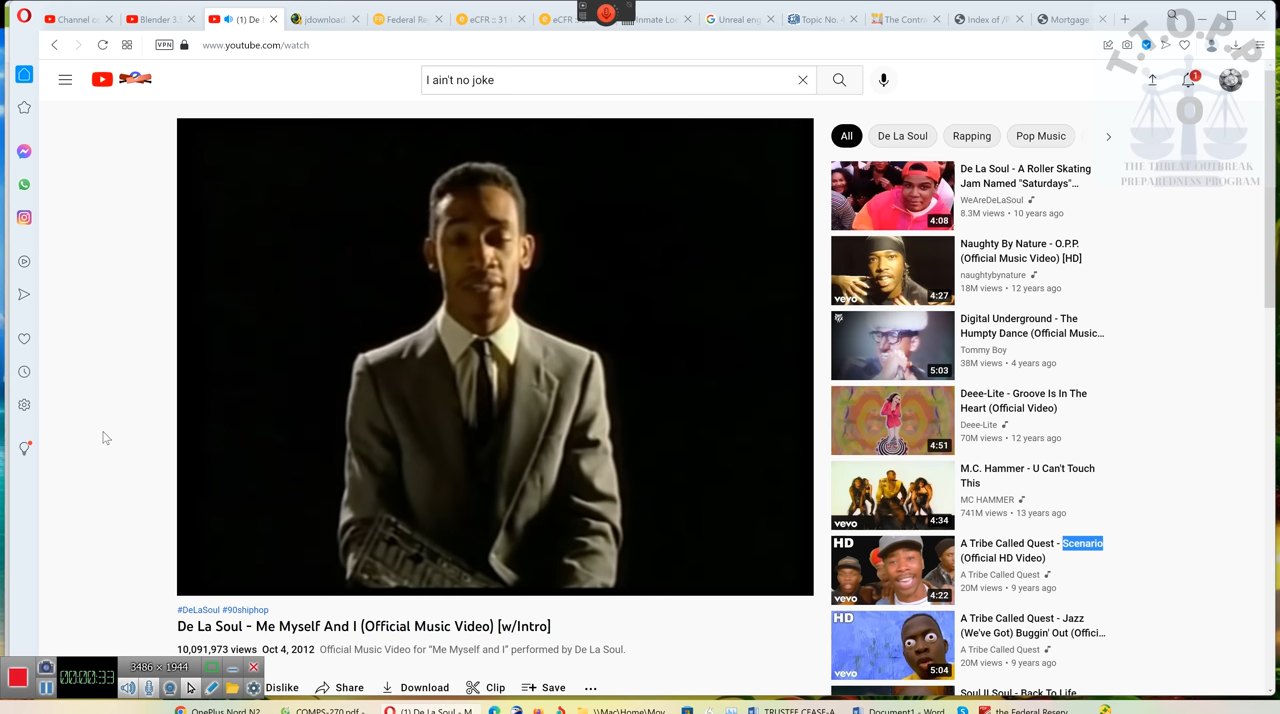 Channel c
Blender 3.
(1) De l
jdownload
Federal Re
eCFR :: 31
eCFR ::
Inmate Loc
Unreal eng
Topic No. 4
The Contra
Index of /F
Mortgage
VPN
www.youtube.com/watch
I ain't no joke
1
T.T.O.P.P.
O
THE THREAT OUTBREAK
PREPAREDNESS PROGRAM
All
De La Soul
Rapping
Pop Music
De La Soul - A Roller Skating
Jam Named "Saturdays"...
WeAreDeLaSoul
8.3M views • 10 years ago
4:08
Naughty By Nature - O.P.P.
(Official Music Video) [HD]
naughtybynature
18M views • 12 years ago
vevo
4:27
Digital Underground - The
Humpty Dance (Official Music...
Tommy Boy
38M views • 4 years ago
5:03
Deee-Lite - Groove Is In The
Heart (Official Video)
Deee-Lite
70M views • 12 years ago
4:51
M.C. Hammer - U Can't Touch
This
MC HAMMER
741M views • 13 years ago
vevo
4:34
HD
A Tribe Called Quest - Scenario
(Official HD Video)
A Tribe Called Quest
20M views • 9 years ago
vevo
4:22
HD
A Tribe Called Quest - Jazz
(We've Got) Buggin' Out (Offici...
A Tribe Called Quest
20M views • 9 years ago
vevo
5:04
Soul II Soul - Back To Life
#DeLaSoul #90shiphop
De La Soul - Me Myself And I (Official Music Video) [w/Intro]
10,091,973 views Oct 4, 2012 Official Music Video for "Me Myself and I" performed by De La Soul.
00:00:33
3486 × 1944
Dislike
Share
Download
Clip
Save
OnePlus Nord N2
COMPS-270.pdf -
(1) De La Soul - M
\\Mac\Home\Mov
TRUSTEE CEASE-A
Document1 - Word
the Federal Reserv